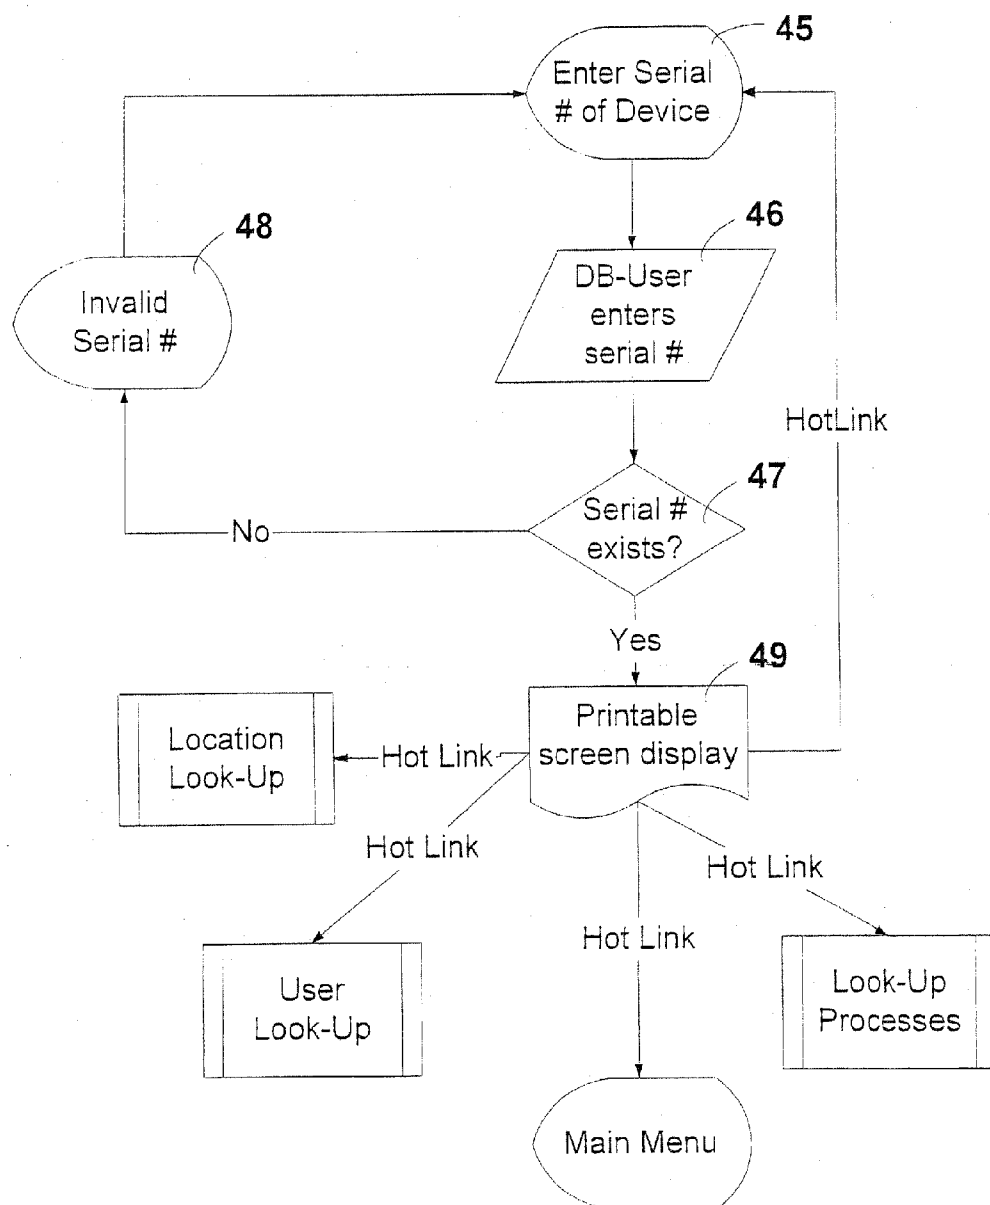 45
Enter Serial
# of Device
46
DB-User
enters
serial #
48
Invalid
Serial #
HotLink
47
Serial #
exists?
No
Yes
49
Printable
screen display
Location
Look-Up
Hot Link
Hot Link
Hot Link
Hot Link
User
Look-Up
Look-Up
Processes
Main Menu